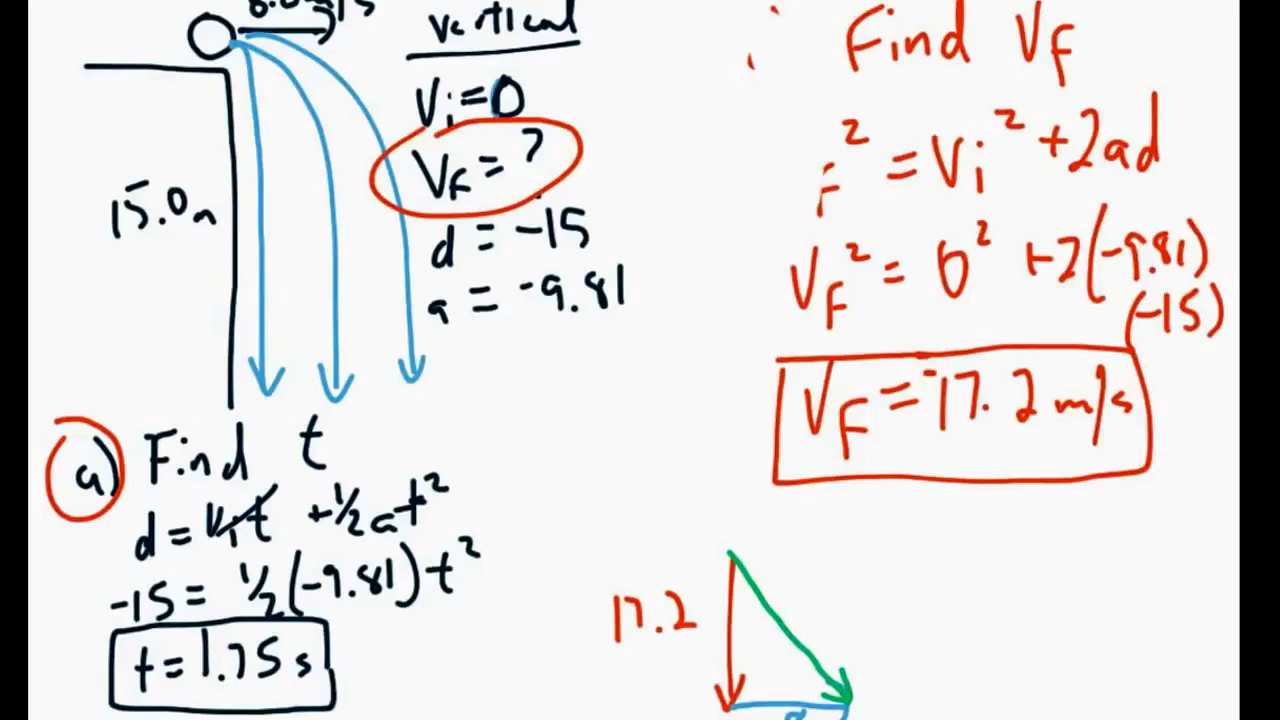 vertical
Vi = 0
VF = ?
d = -15
a = -9.81
15.0m
a) Find t
d = Vit + 1/2at²
-15 = 1/2(-9.81)t²
t = 1.75 s
Find VF
F² = Vi² + 2ad
VF² = 0² + 2(-9.81)
(-15)
VF = -17.2 m/s
17.2